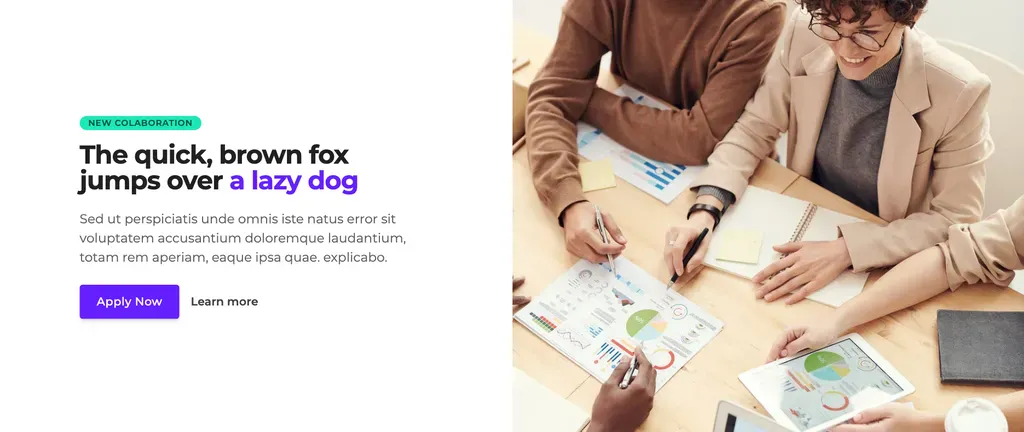 NEW COLABORATION
The quick, brown fox
jumps over a lazy dog
Sed ut perspiciatis unde omnis iste natus error sit
voluptatem accusantium doloremque laudantium,
totam rem aperiam, eaque ipsa quae. explicabo.
Apply Now Learn more